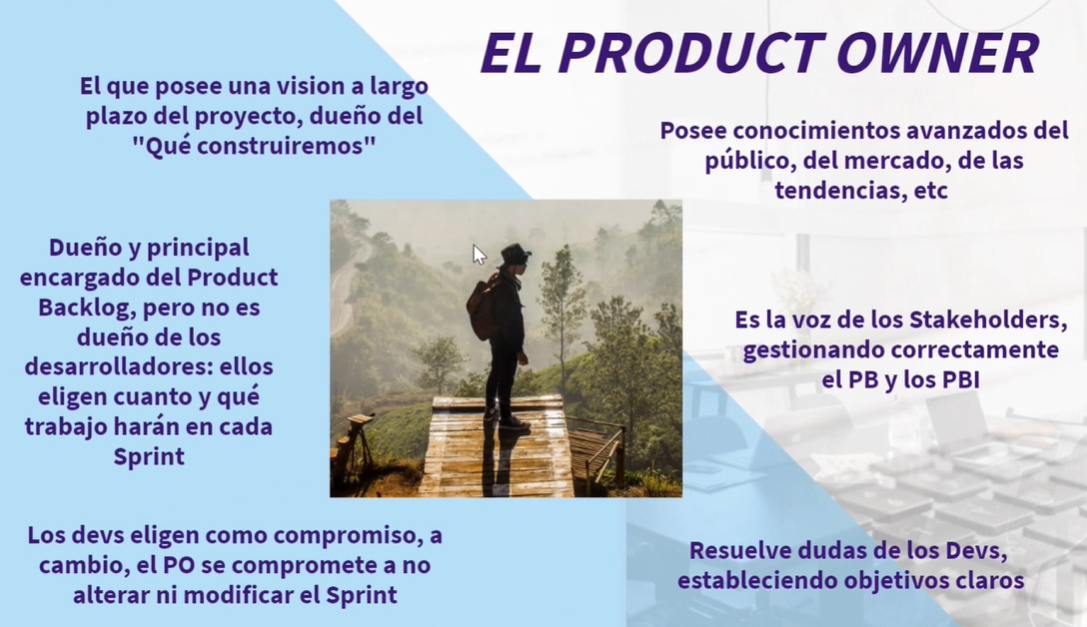 EL PRODUCT OWNER
El que posee una vision a largo
plazo del proyecto, dueño del
"Qué construiremos"
Posee conocimientos avanzados del
público, del mercado, de las
tendencias, etc
Dueño y principal
encargado del Product
Backlog, pero no es
dueño de los
desarrolladores: ellos
eligen cuanto y qué
trabajo harán en cada
Sprint
Es la voz de los Stakeholders,
gestionando correctamente
el PB y los PBI
Los devs eligen como compromiso, a
cambio, el PO se compromete a no
alterar ni modificar el Sprint
Resuelve dudas de los Devs,
estableciendo objetivos claros